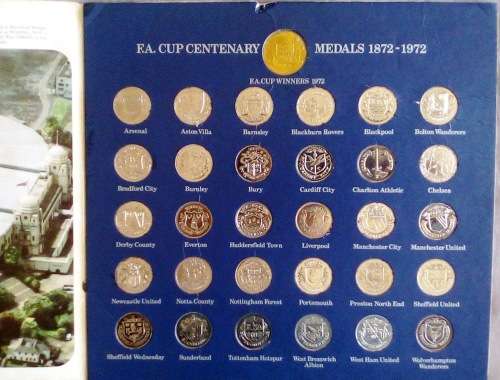 F.A. CUP CENTENARY MEDALS 1872-1972
F.A. CUP WINNERS 1972
Arsenal Aston Villa Barnsley Blackburn Rovers Blackpool Bolton Wanderers
Bradford City Burnley Bury Cardiff City Charlton Athletic Chelsea
Derby County Everton Huddersfield Town Liverpool Manchester City Manchester United
Newcastle United Notts County Nottingham Forest Portsmouth Preston North End Sheffield United
Sheffield Wednesday Sunderland Tottenham Hotspur West Bromwich Albion West Ham United Wolverhampton Wanderers